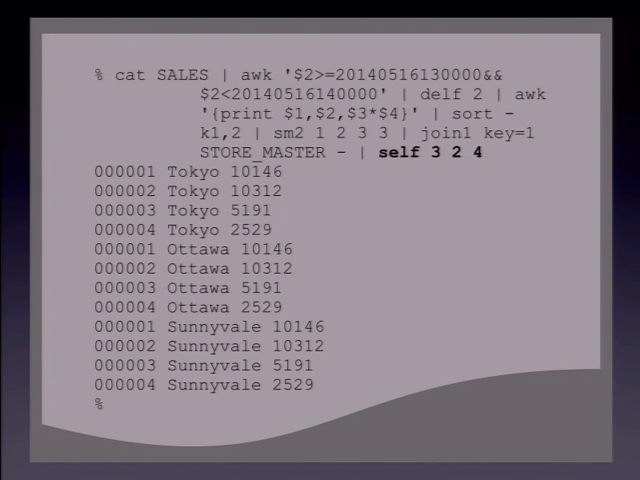 % cat SALES | awk '$2>=20140516130000&&
$2<20140516140000' | delf 2 | awk
'{print $1,$2,$3*$4}' | sort -
k1,2 | sm2 1 2 3 3 | join1 key=1
STORE_MASTER - | self 3 2 4
000001 Tokyo 10146
000002 Tokyo 10312
000003 Tokyo 5191
000004 Tokyo 2529
000001 Ottawa 10146
000002 Ottawa 10312
000003 Ottawa 5191
000004 Ottawa 2529
000001 Sunnyvale 10146
000002 Sunnyvale 10312
000003 Sunnyvale 5191
000004 Sunnyvale 2529
%